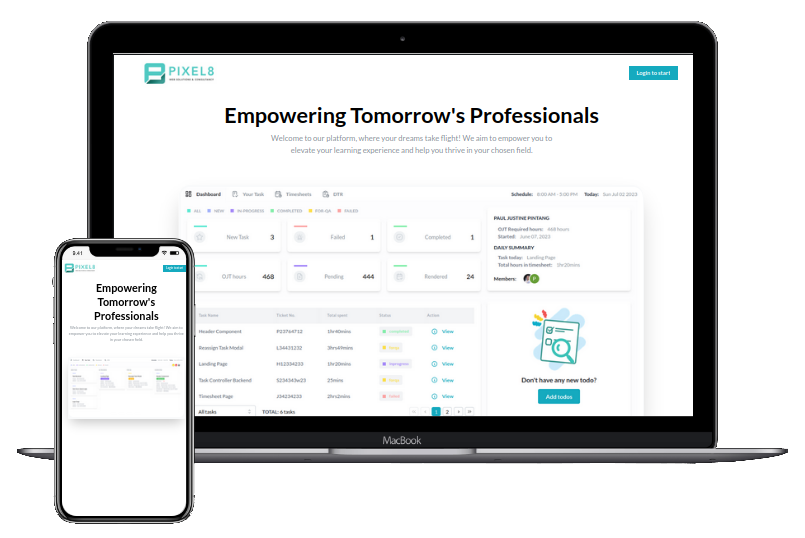 PIXEL8
WEB SOLUTIONS & CONSULTANCY
Login to start
Empowering Tomorrow's Professionals
Welcome to our platform, where your dreams take flight! We aim to empower you to
elevate your learning experience and help you thrive in your chosen field.
Dashboard Your Task Timesheets DTR
Schedule: 8:00 AM - 5:00 PM Today: Sun Jul 02 2023
ALL NEW IN PROGRESS COMPLETED FOR QA FAILED
New Task 3
Failed 1
Completed 1
OJT hours 468
Pending 444
Rendered 24
PAUL JUSTINE PINTANG
OJT Required hours: 468 hours
Started: June 07, 2023
DAILY SUMMARY
Task today: Landing Page
Total hours in timesheet: 1hr20mins
Members: P
Task Name Ticket No. Total spent Status Action
Header Component P23764712 1hr40mins View
Reassign Task Modal L34431232 3hrs49mins View
Landing Page H12334233 1hr20mins View
Task Controller Backend S234343w23 25mins View
Timesheet Page J34234233 2hrs2mins View
All tasks TOTAL: 6 tasks 1 2
Don't have any new todo?
Add todos
MacBook
9:41
PIXEL8
Login to start
Empowering
Tomorrow's
Professionals
Welcome to our platform, where your dreams take flight! We aim to
empower you to elevate your learning experience and help you thrive
in your chosen field.